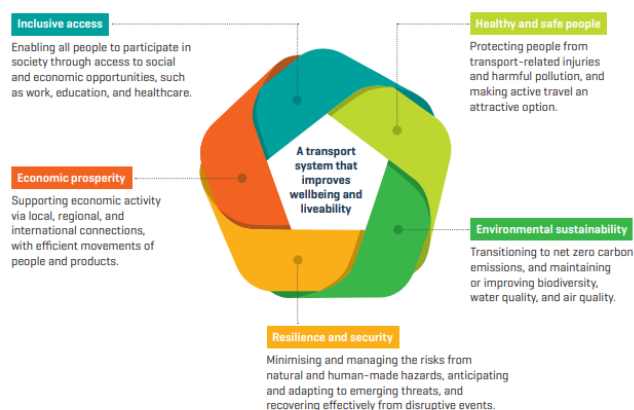 Inclusive access
Enabling all people to participate in
society through access to social
and economic opportunities, such
as work, education, and healthcare.
Healthy and safe people
Protecting people from
transport-related injuries
and harmful pollution, and
making active travel an
attractive option.
A transport
system that
improves
wellbeing and
liveability
Economic prosperity
Supporting economic activity
via local, regional, and
international connections,
with efficient movements of
people and products.
Environmental sustainability
Transitioning to net zero carbon
emissions, and maintaining
or improving biodiversity,
water quality, and air quality.
Resilience and security
Minimising and managing the risks from
natural and human-made hazards, anticipating
and adapting to emerging threats, and
recovering effectively from disruptive events.